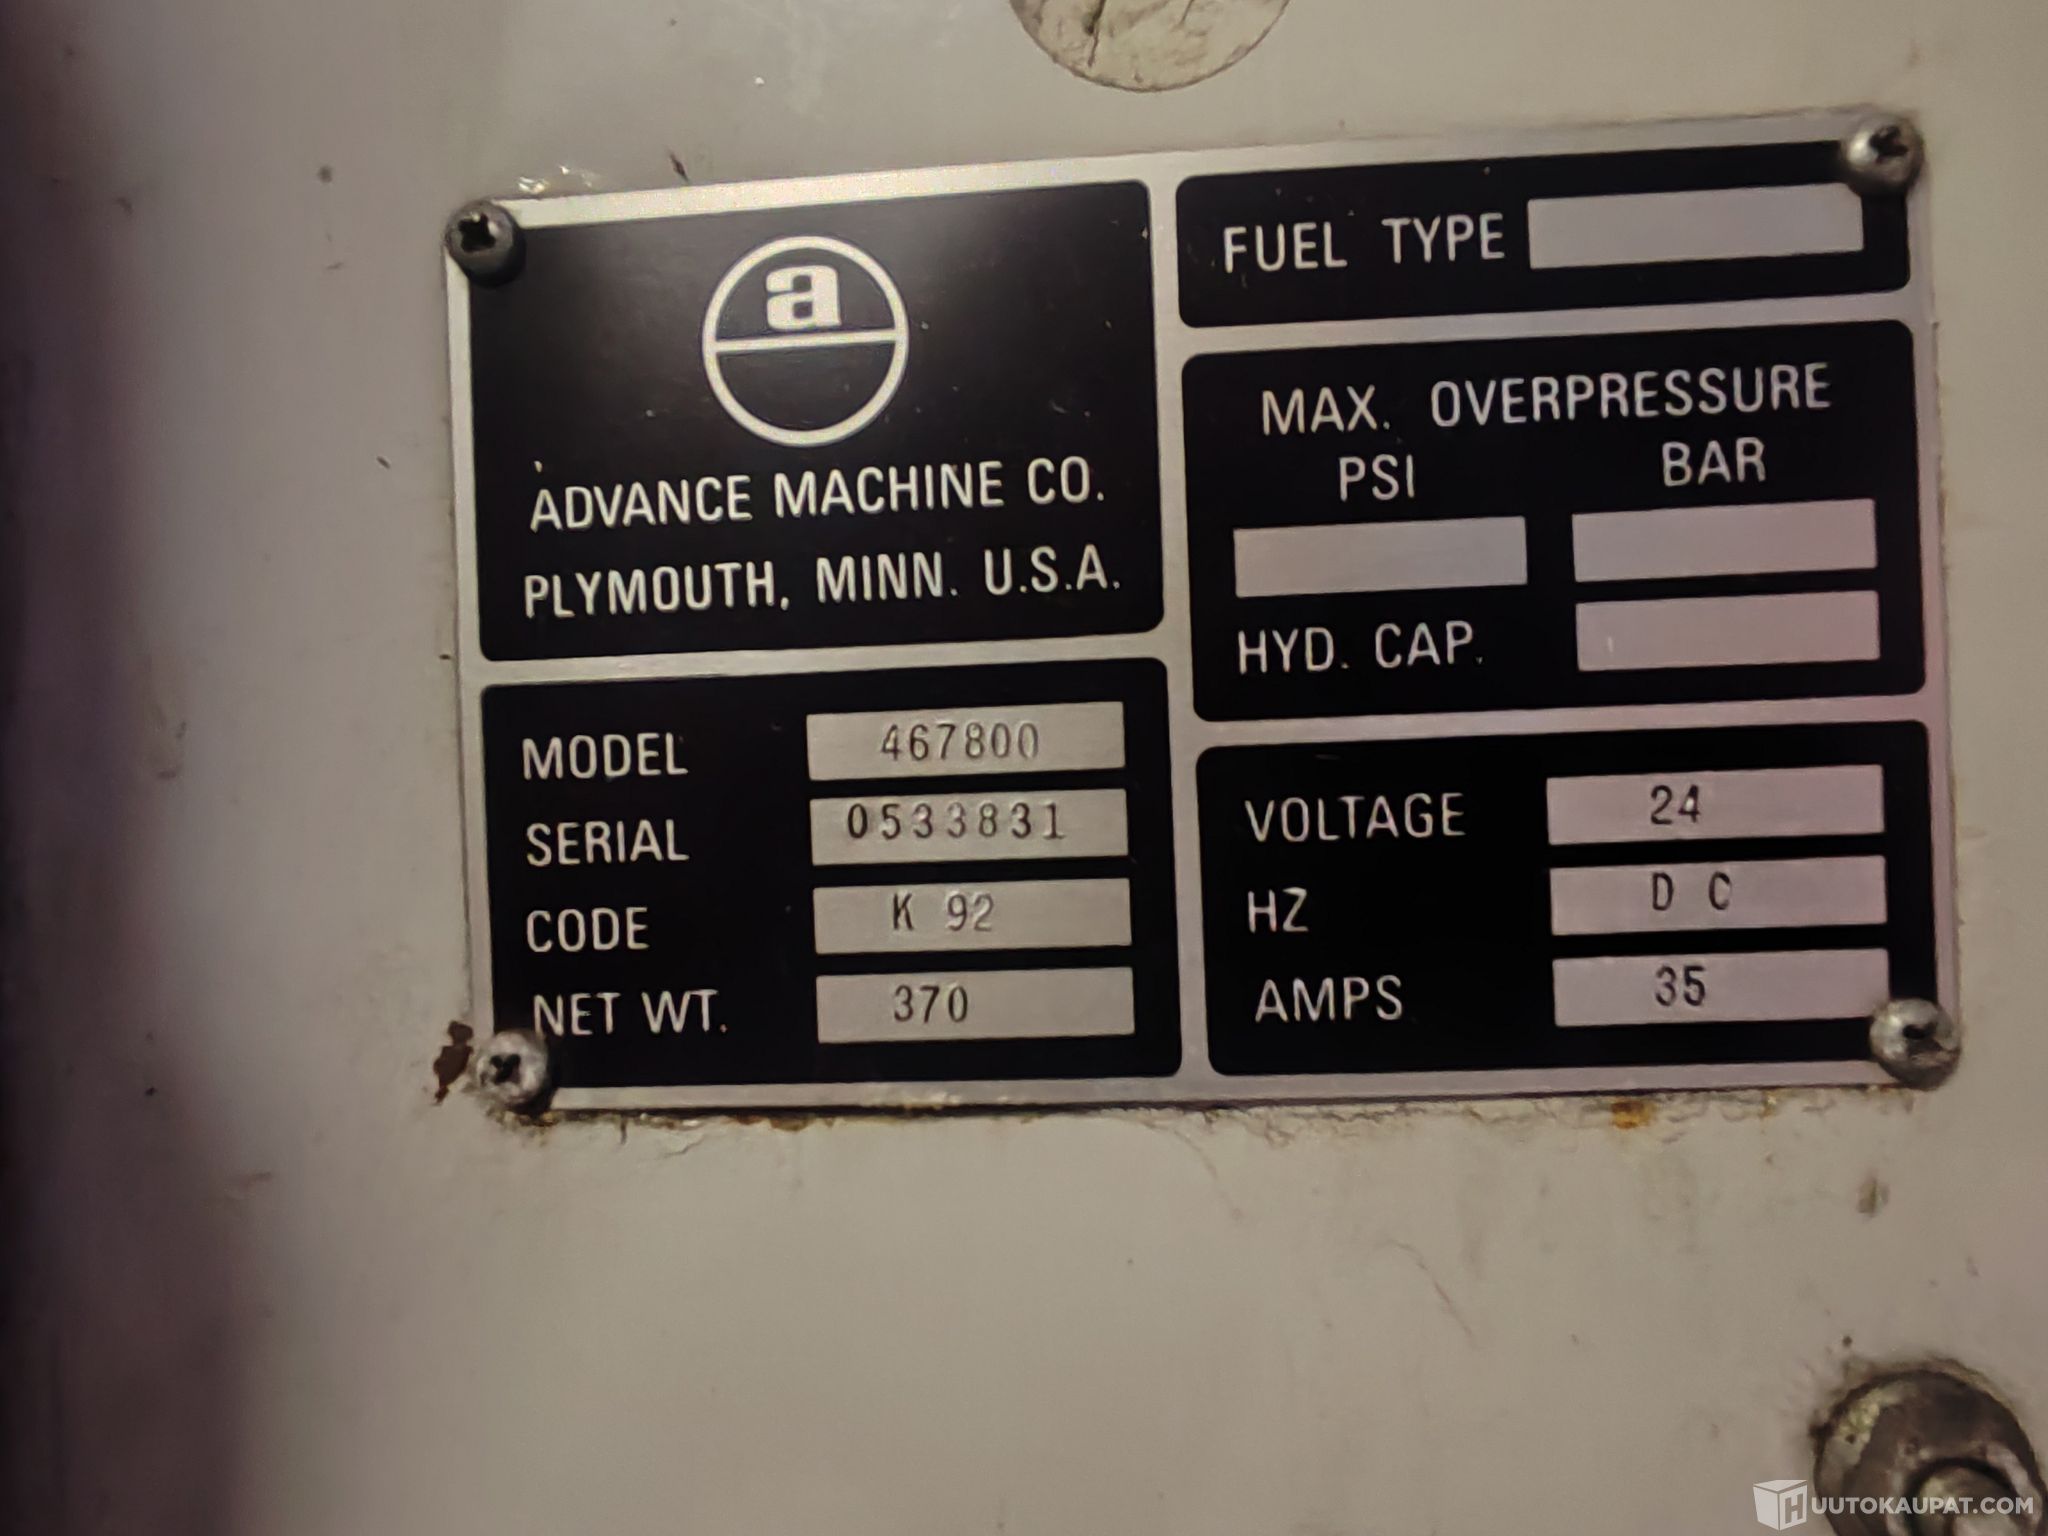 a
ADVANCE MACHINE CO.
PLYMOUTH, MINN. U.S.A.
MODEL 467800
SERIAL 0533831
CODE K 92
NET WT. 370
FUEL TYPE
MAX. OVERPRESSURE
PSI BAR
HYD. CAP.
VOLTAGE 24
HZ D C
AMPS 35
HUUTOKAUPAT.COM